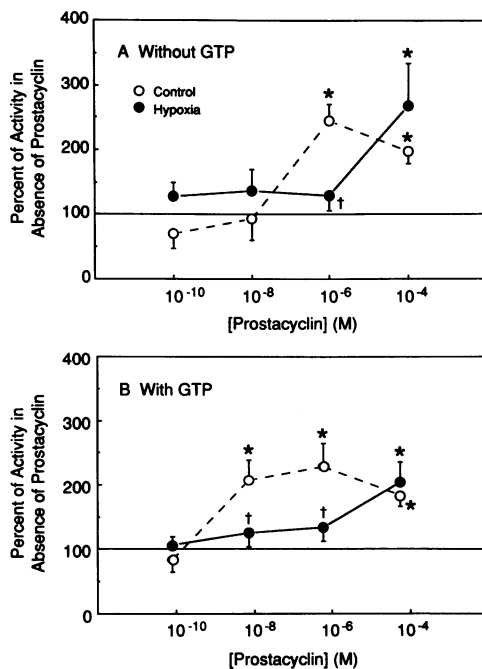 400
A Without GTP
300
Control
Hypoxia
200
100
0
Percent of Activity in
Absence of Prostacyclin
* * *
†
10⁻¹⁰ 10⁻⁸ 10⁻⁶ 10⁻⁴
[Prostacyclin] (M)
400
B With GTP
300
200
100
0
Percent of Activity in
Absence of Prostacyclin
* * * *
† †
10⁻¹⁰ 10⁻⁸ 10⁻⁶ 10⁻⁴
[Prostacyclin] (M)